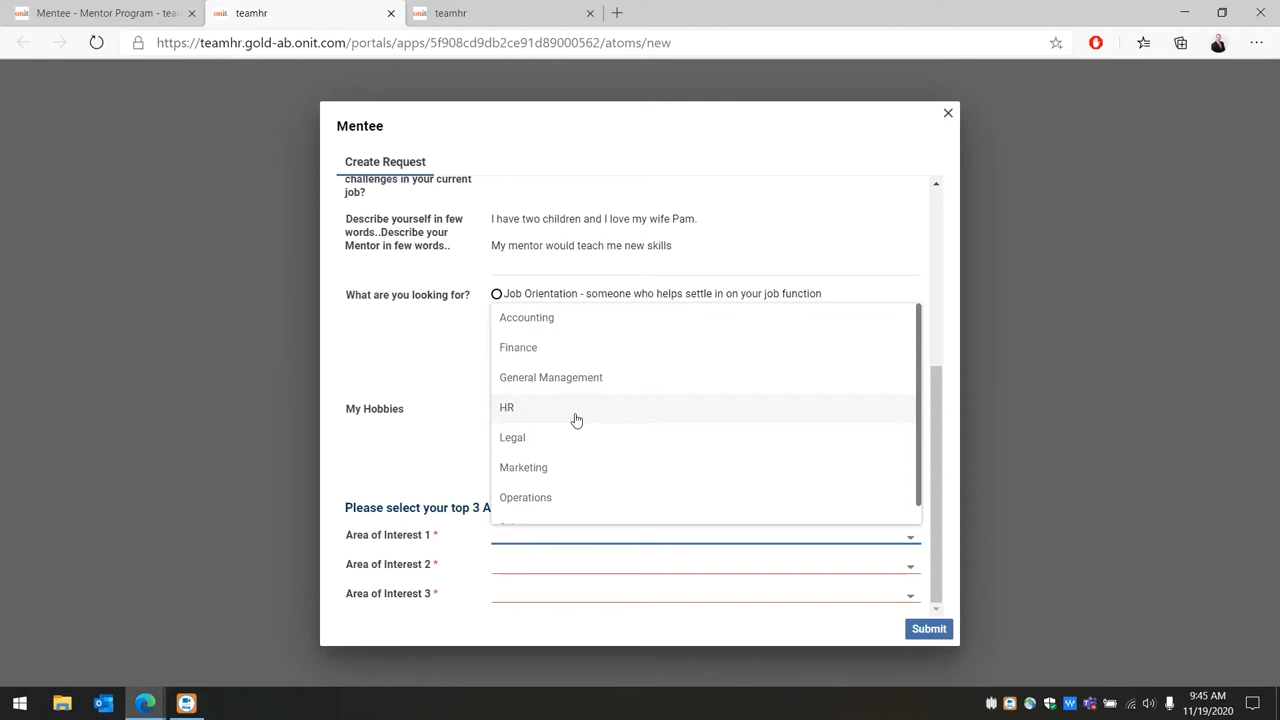 onit Mentee - Mentor Program - team
onit teamhr
onit teamhr
https://teamhr.gold-ab.onit.com/portals/apps/5f908cd9db2ce91d89000562/atoms/new
Mentee
Create Request
challenges in your current
job?
Describe yourself in few
words..Describe your
Mentor in few words..
I have two children and I love my wife Pam.
My mentor would teach me new skills
What are you looking for?
Job Orientation - someone who helps settle in on your job function
Accounting
Finance
General Management
HR
Legal
Marketing
Operations
My Hobbies
Please select your top 3 A
Area of Interest 1 *
Area of Interest 2 *
Area of Interest 3 *
Submit
9:45 AM
11/19/2020